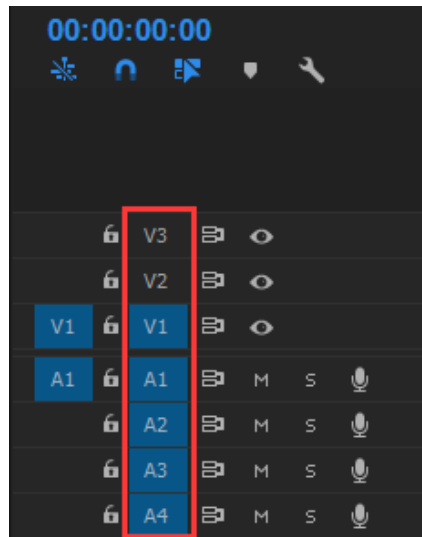 00:00:00:00
V3
V2
V1 V1
A1 A1 M S
A2 M S
A3 M S
A4 M S